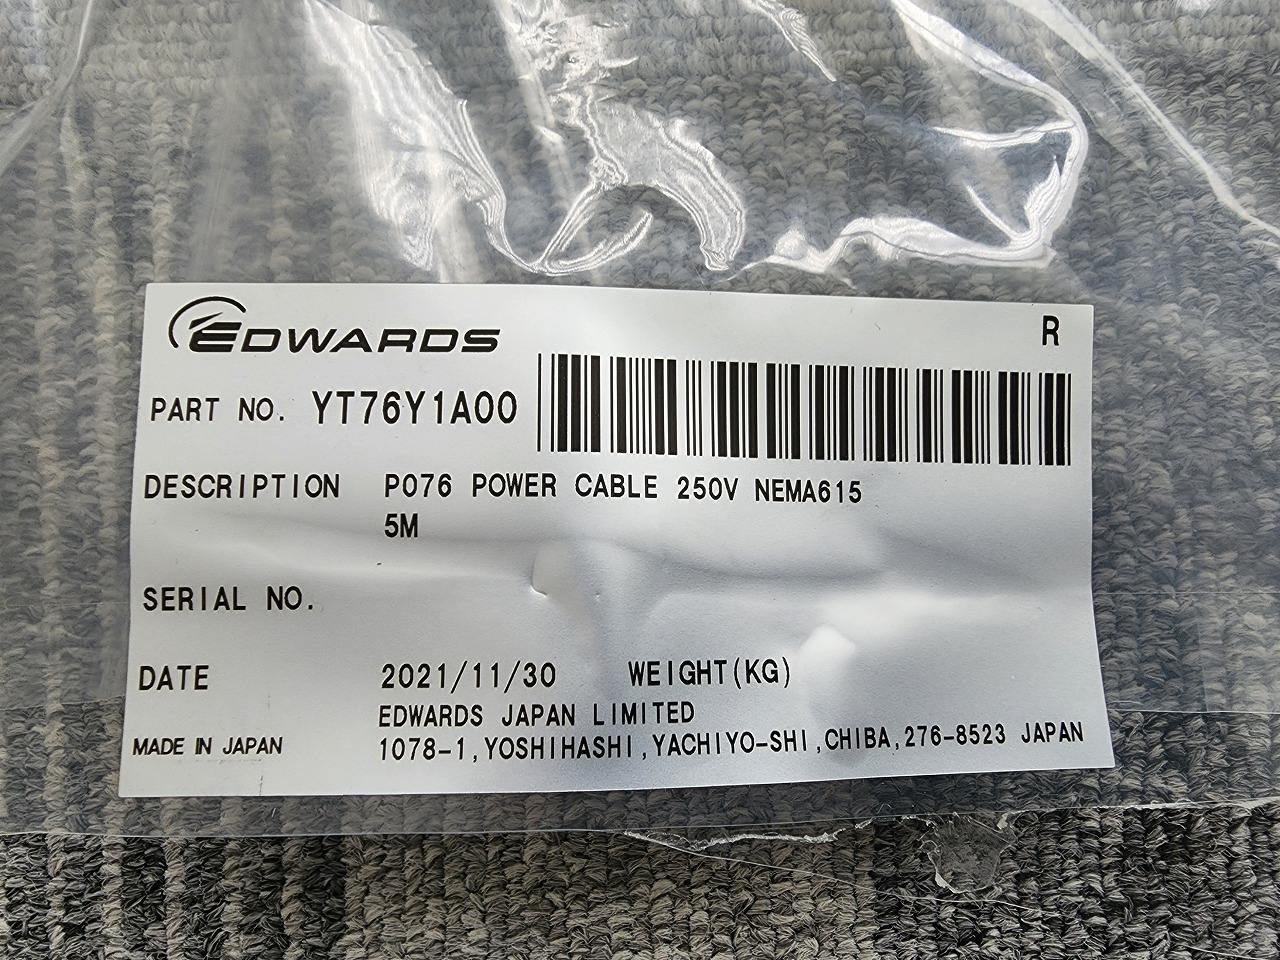 EDWARDS
R
PART NO. YT76Y1A00
DESCRIPTION P076 POWER CABLE 250V NEMA615
5M
SERIAL NO.
DATE 2021/11/30 WEIGHT(KG)
EDWARDS JAPAN LIMITED
MADE IN JAPAN 1078-1,YOSHIHASHI,YACHIYO-SHI,CHIBA,276-8523 JAPAN